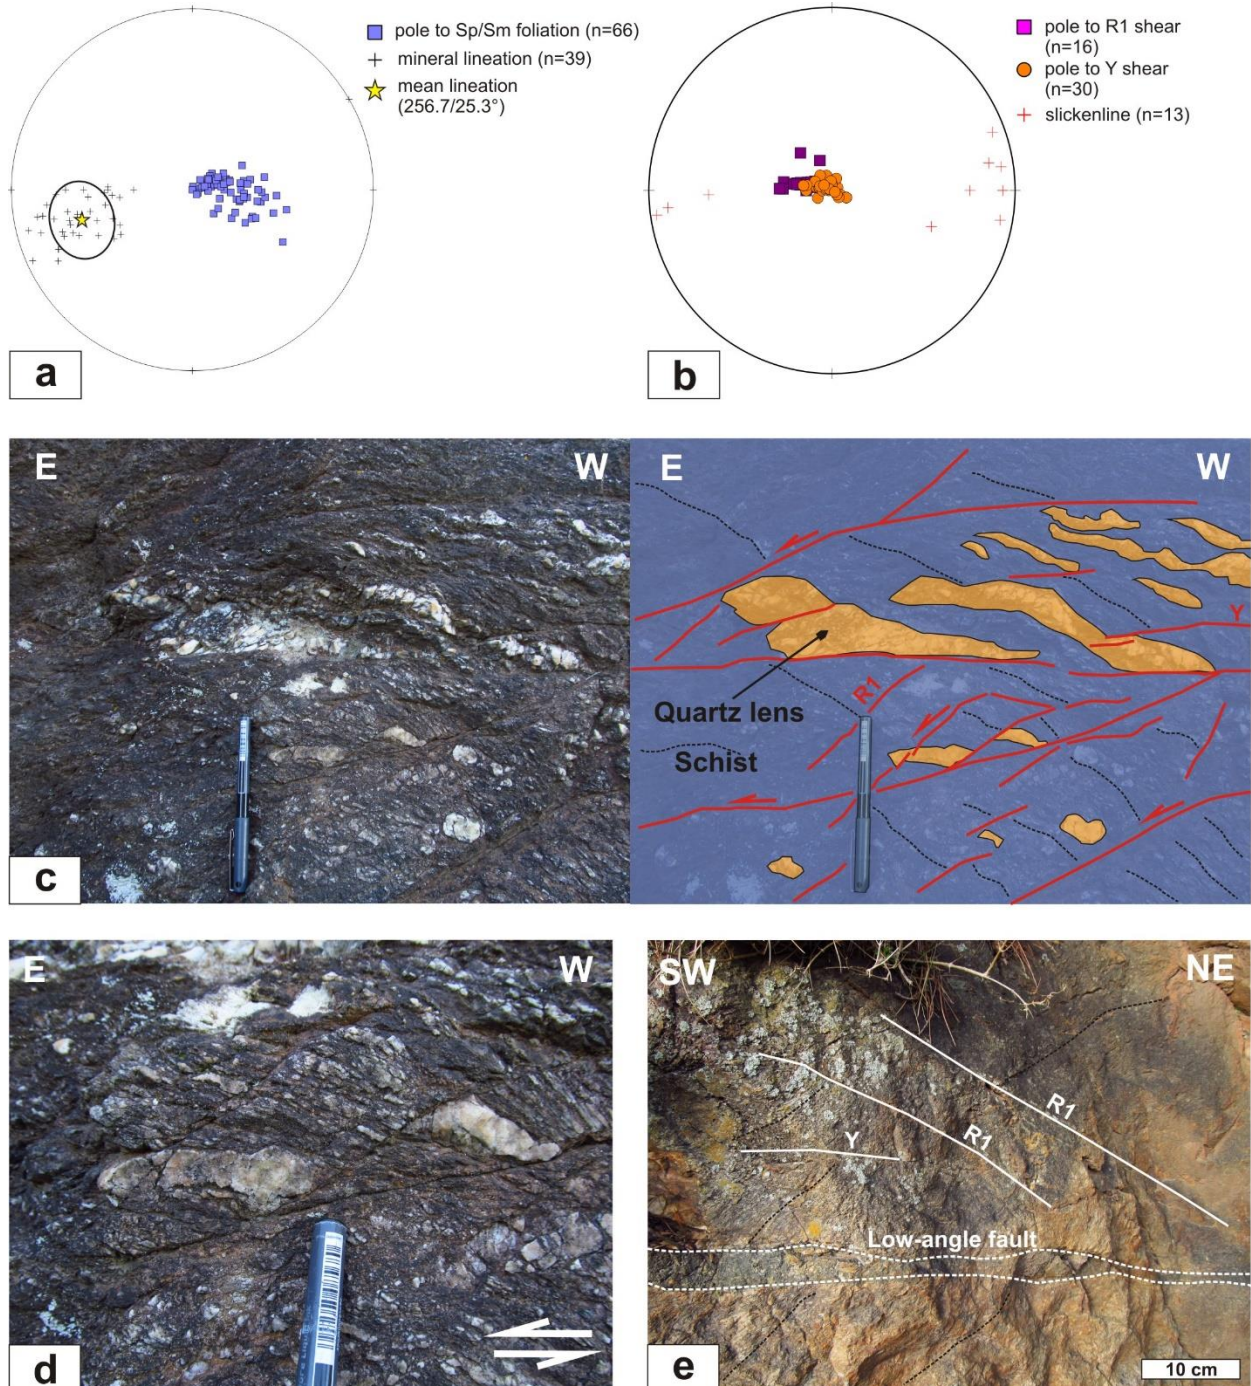 pole to Sp/Sm foliation (n=66)
mineral lineation (n=39)
mean lineation
(256.7/25.3°)
a
pole to R1 shear
(n=16)
pole to Y shear
(n=30)
slickenline (n=13)
b
E
W
c
E
W
Y
R1
Quartz lens
Schist
E
W
d
SW
NE
R1
R1
Y
Low-angle fault
e
10 cm